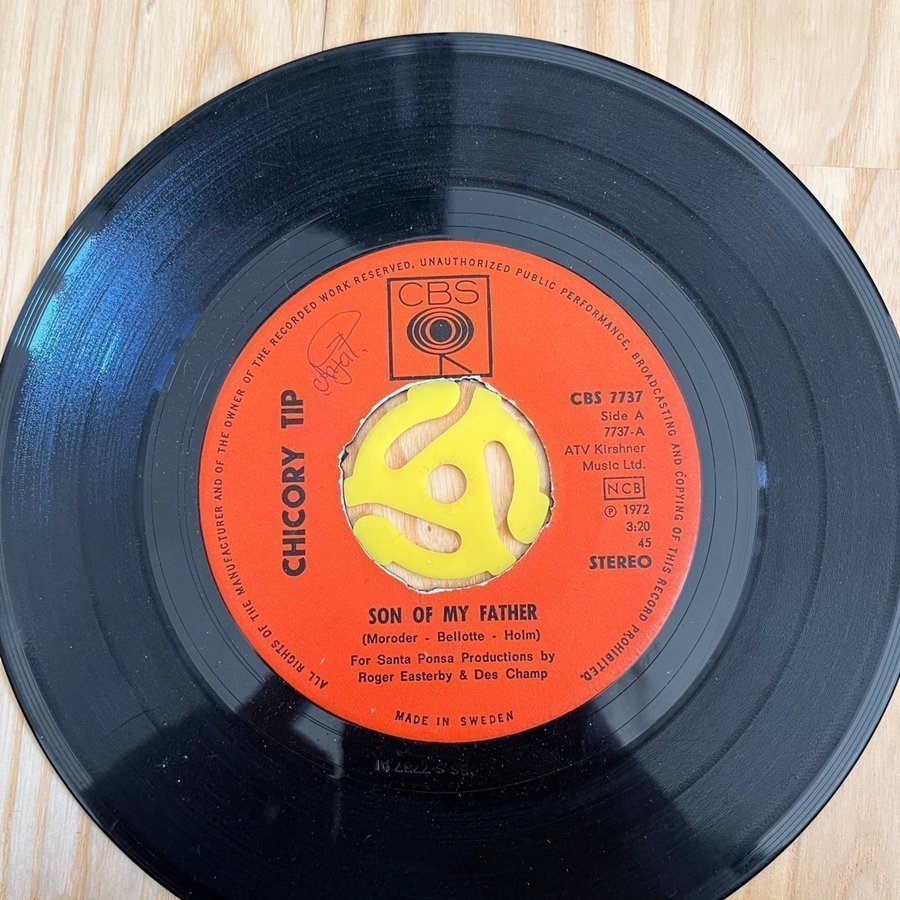 ALL RIGHTS OF THE MANUFACTURER AND OF THE OWNER OF THE RECORDED WORK RESERVED. UNAUTHORIZED PUBLIC PERFORMANCE, BROADCASTING AND COPYING OF THIS RECORD PROHIBITED.
CBS
CHICORY TIP
CBS 7737
Side A
7737-A
ATV Kirshner
Music Ltd.
NCB
℗ 1972
3:20
45
STEREO
SON OF MY FATHER
(Moroder - Bellotte - Holm)
For Santa Ponsa Productions by
Roger Easterby & Des Champ
MADE IN SWEDEN